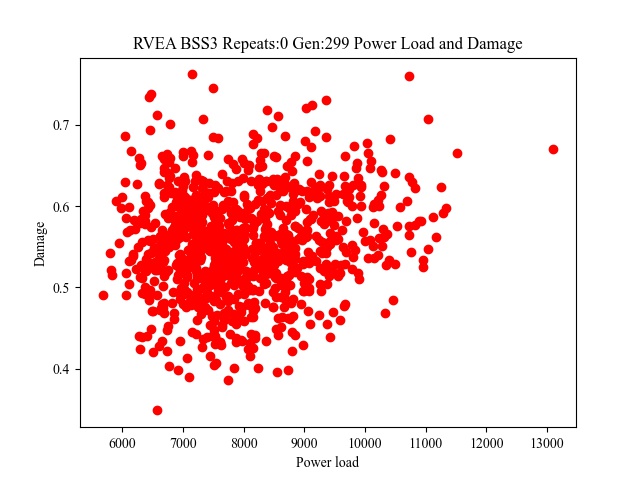 RVEA BSS3 Repeats:0 Gen:299 Power Load and Damage
0.7
0.6
0.5
0.4
Damage
6000 7000 8000 9000 10000 11000 12000 13000
Power load